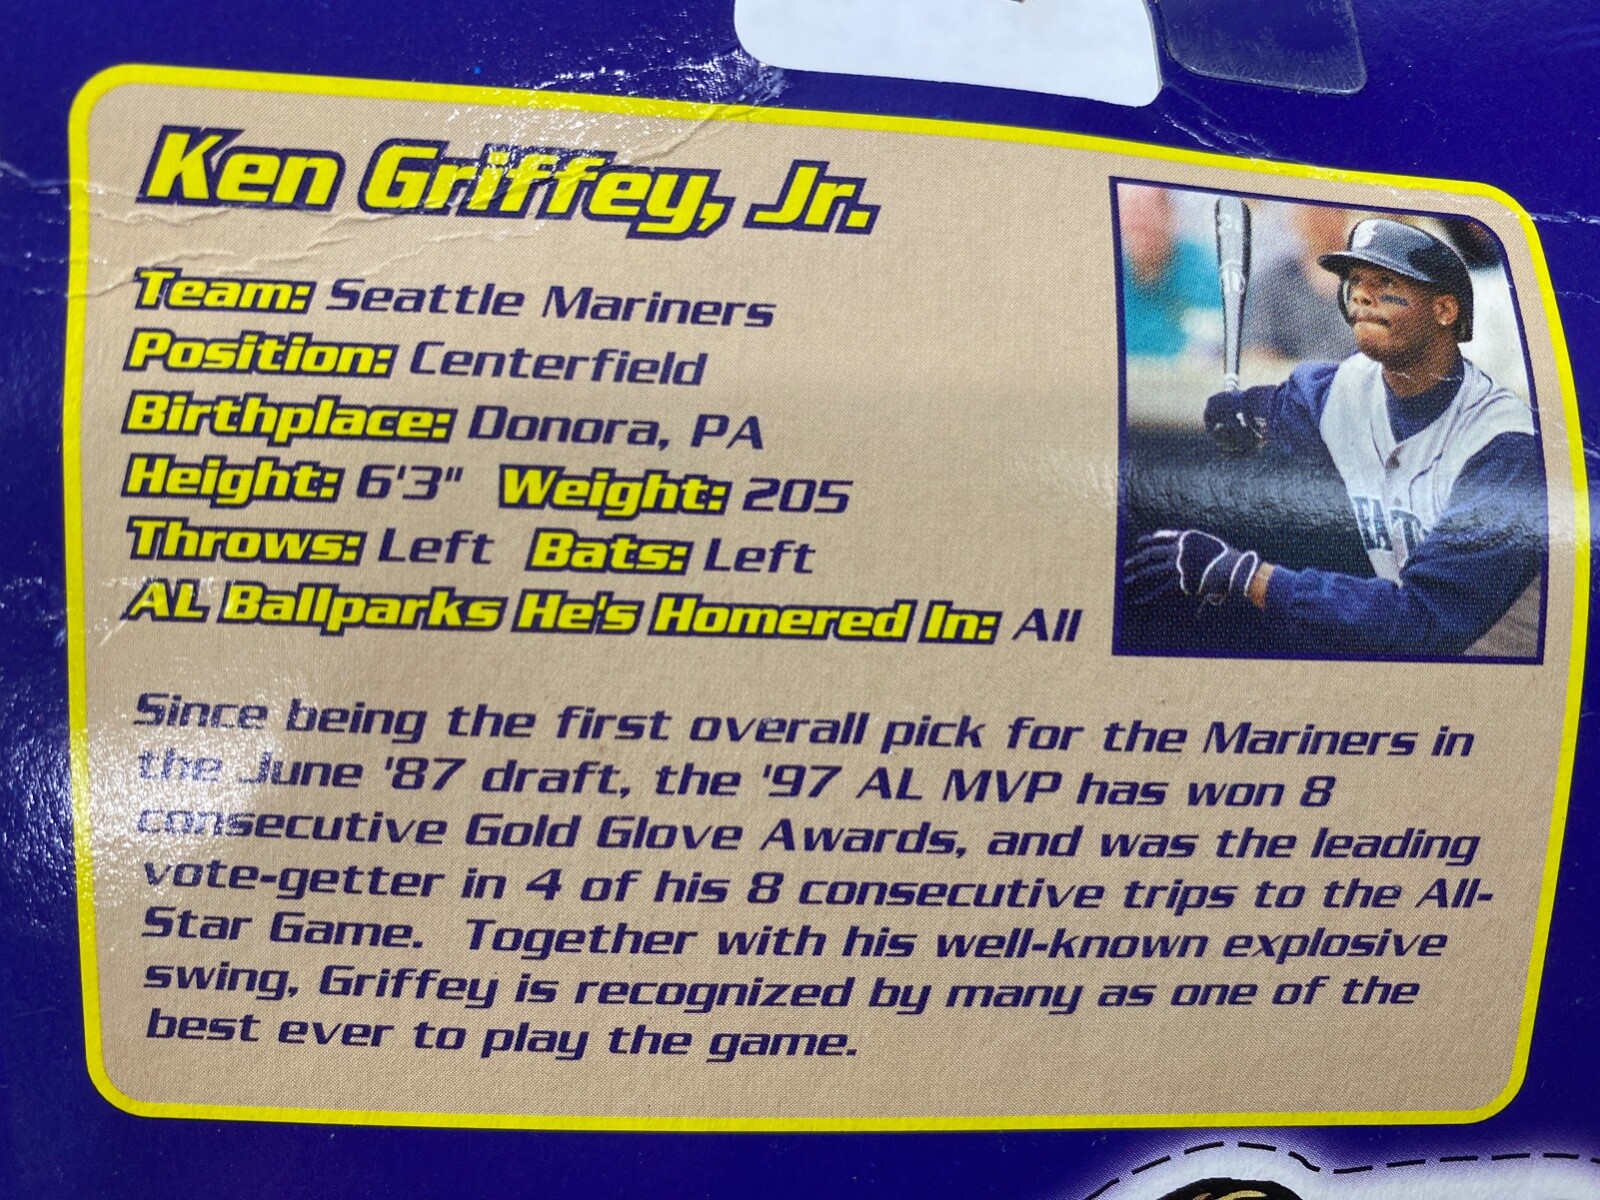 Ken Griffey, Jr.
Team: Seattle Mariners
Position: Centerfield
Birthplace: Donora, PA
Height: 6'3" Weight: 205
Throws: Left Bats: Left
AL Ballparks He's Homered In: All
Since being the first overall pick for the Mariners in
the June '87 draft, the '97 AL MVP has won 8
consecutive Gold Glove Awards, and was the leading
vote-getter in 4 of his 8 consecutive trips to the All-
Star Game. Together with his well-known explosive
swing, Griffey is recognized by many as one of the
best ever to play the game.